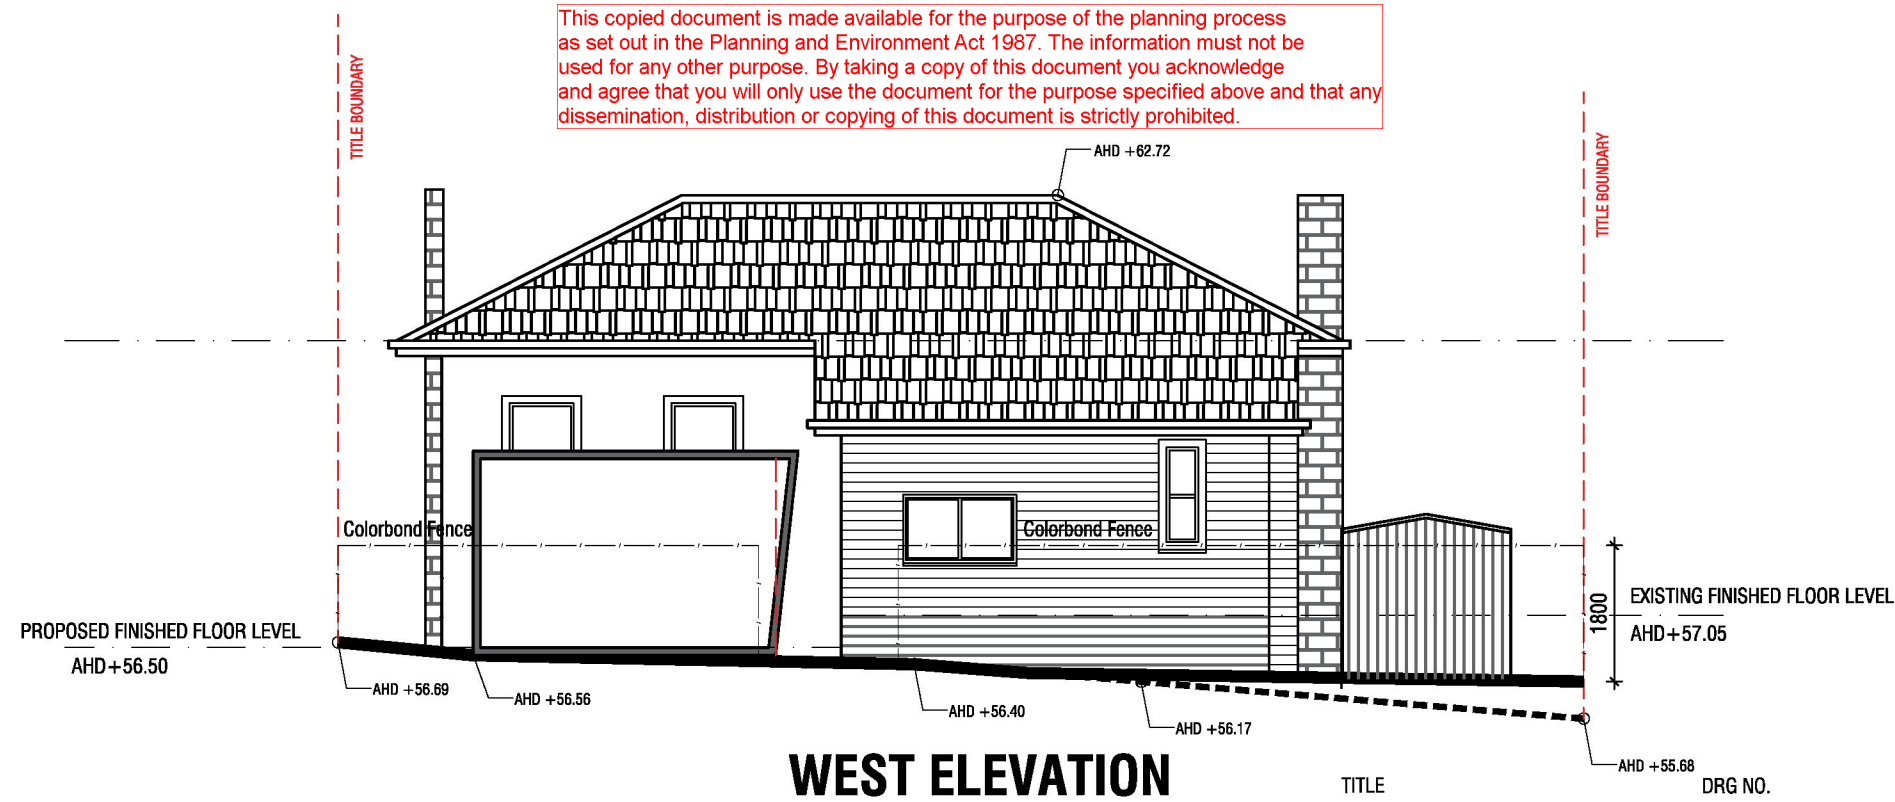 This copied document is made available for the purpose of the planning process
as set out in the Planning and Environment Act 1987. The information must not be
used for any other purpose. By taking a copy of this document you acknowledge
and agree that you will only use the document for the purpose specified above and that any
dissemination, distribution or copying of this document is strictly prohibited.
TITLE BOUNDARY
TITLE BOUNDARY
AHD +62.72
Colorbond Fence
Colorbond Fence
1800
EXISTING FINISHED FLOOR LEVEL
AHD+57.05
PROPOSED FINISHED FLOOR LEVEL
AHD+56.50
AHD +56.69
AHD +56.56
AHD +56.40
AHD +56.17
AHD +55.68
WEST ELEVATION
TITLE
DRG NO.